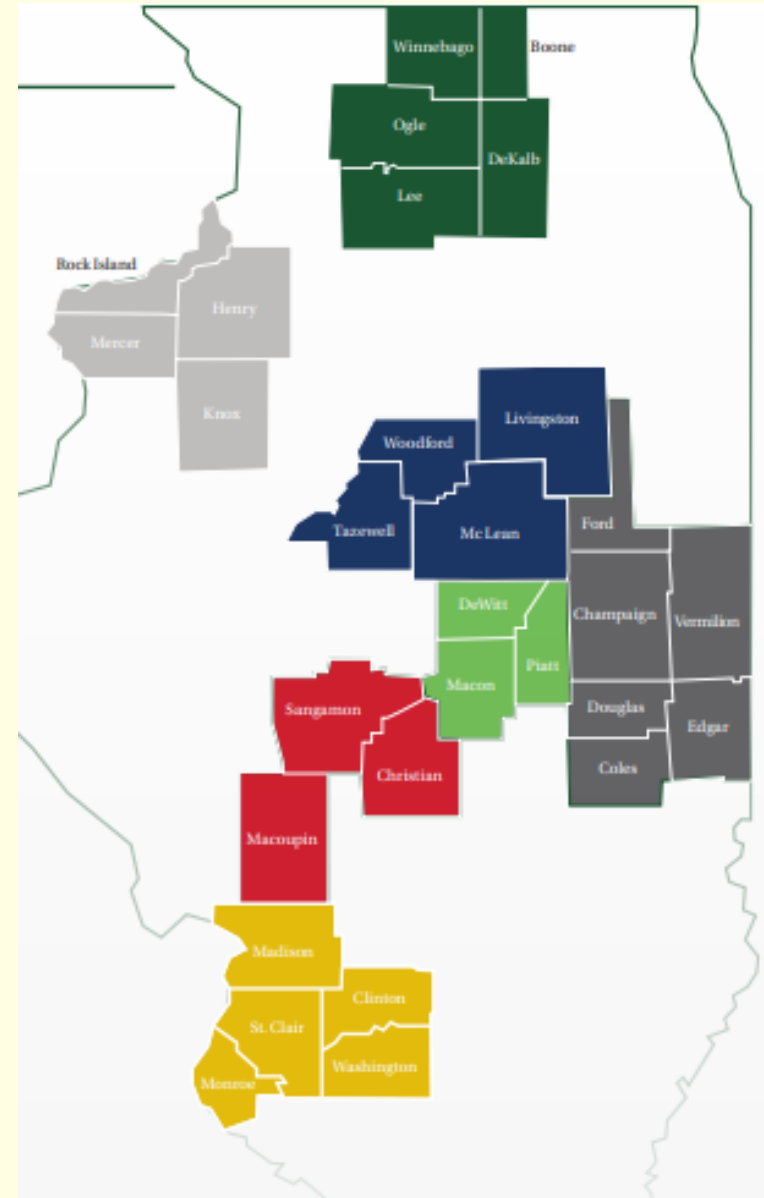 Winnebago
Boone
Ogle
DeKalb
Lee
Rock Island
Henry
Mercer
Knox
Livingston
Woodford
Ford
Tazewell
McLean
DeWitt
Champaign
Vermilion
Piatt
Macon
Sangamon
Douglas
Edgar
Coles
Christian
Macoupin
Madison
Clinton
St. Clair
Washington
Monroe